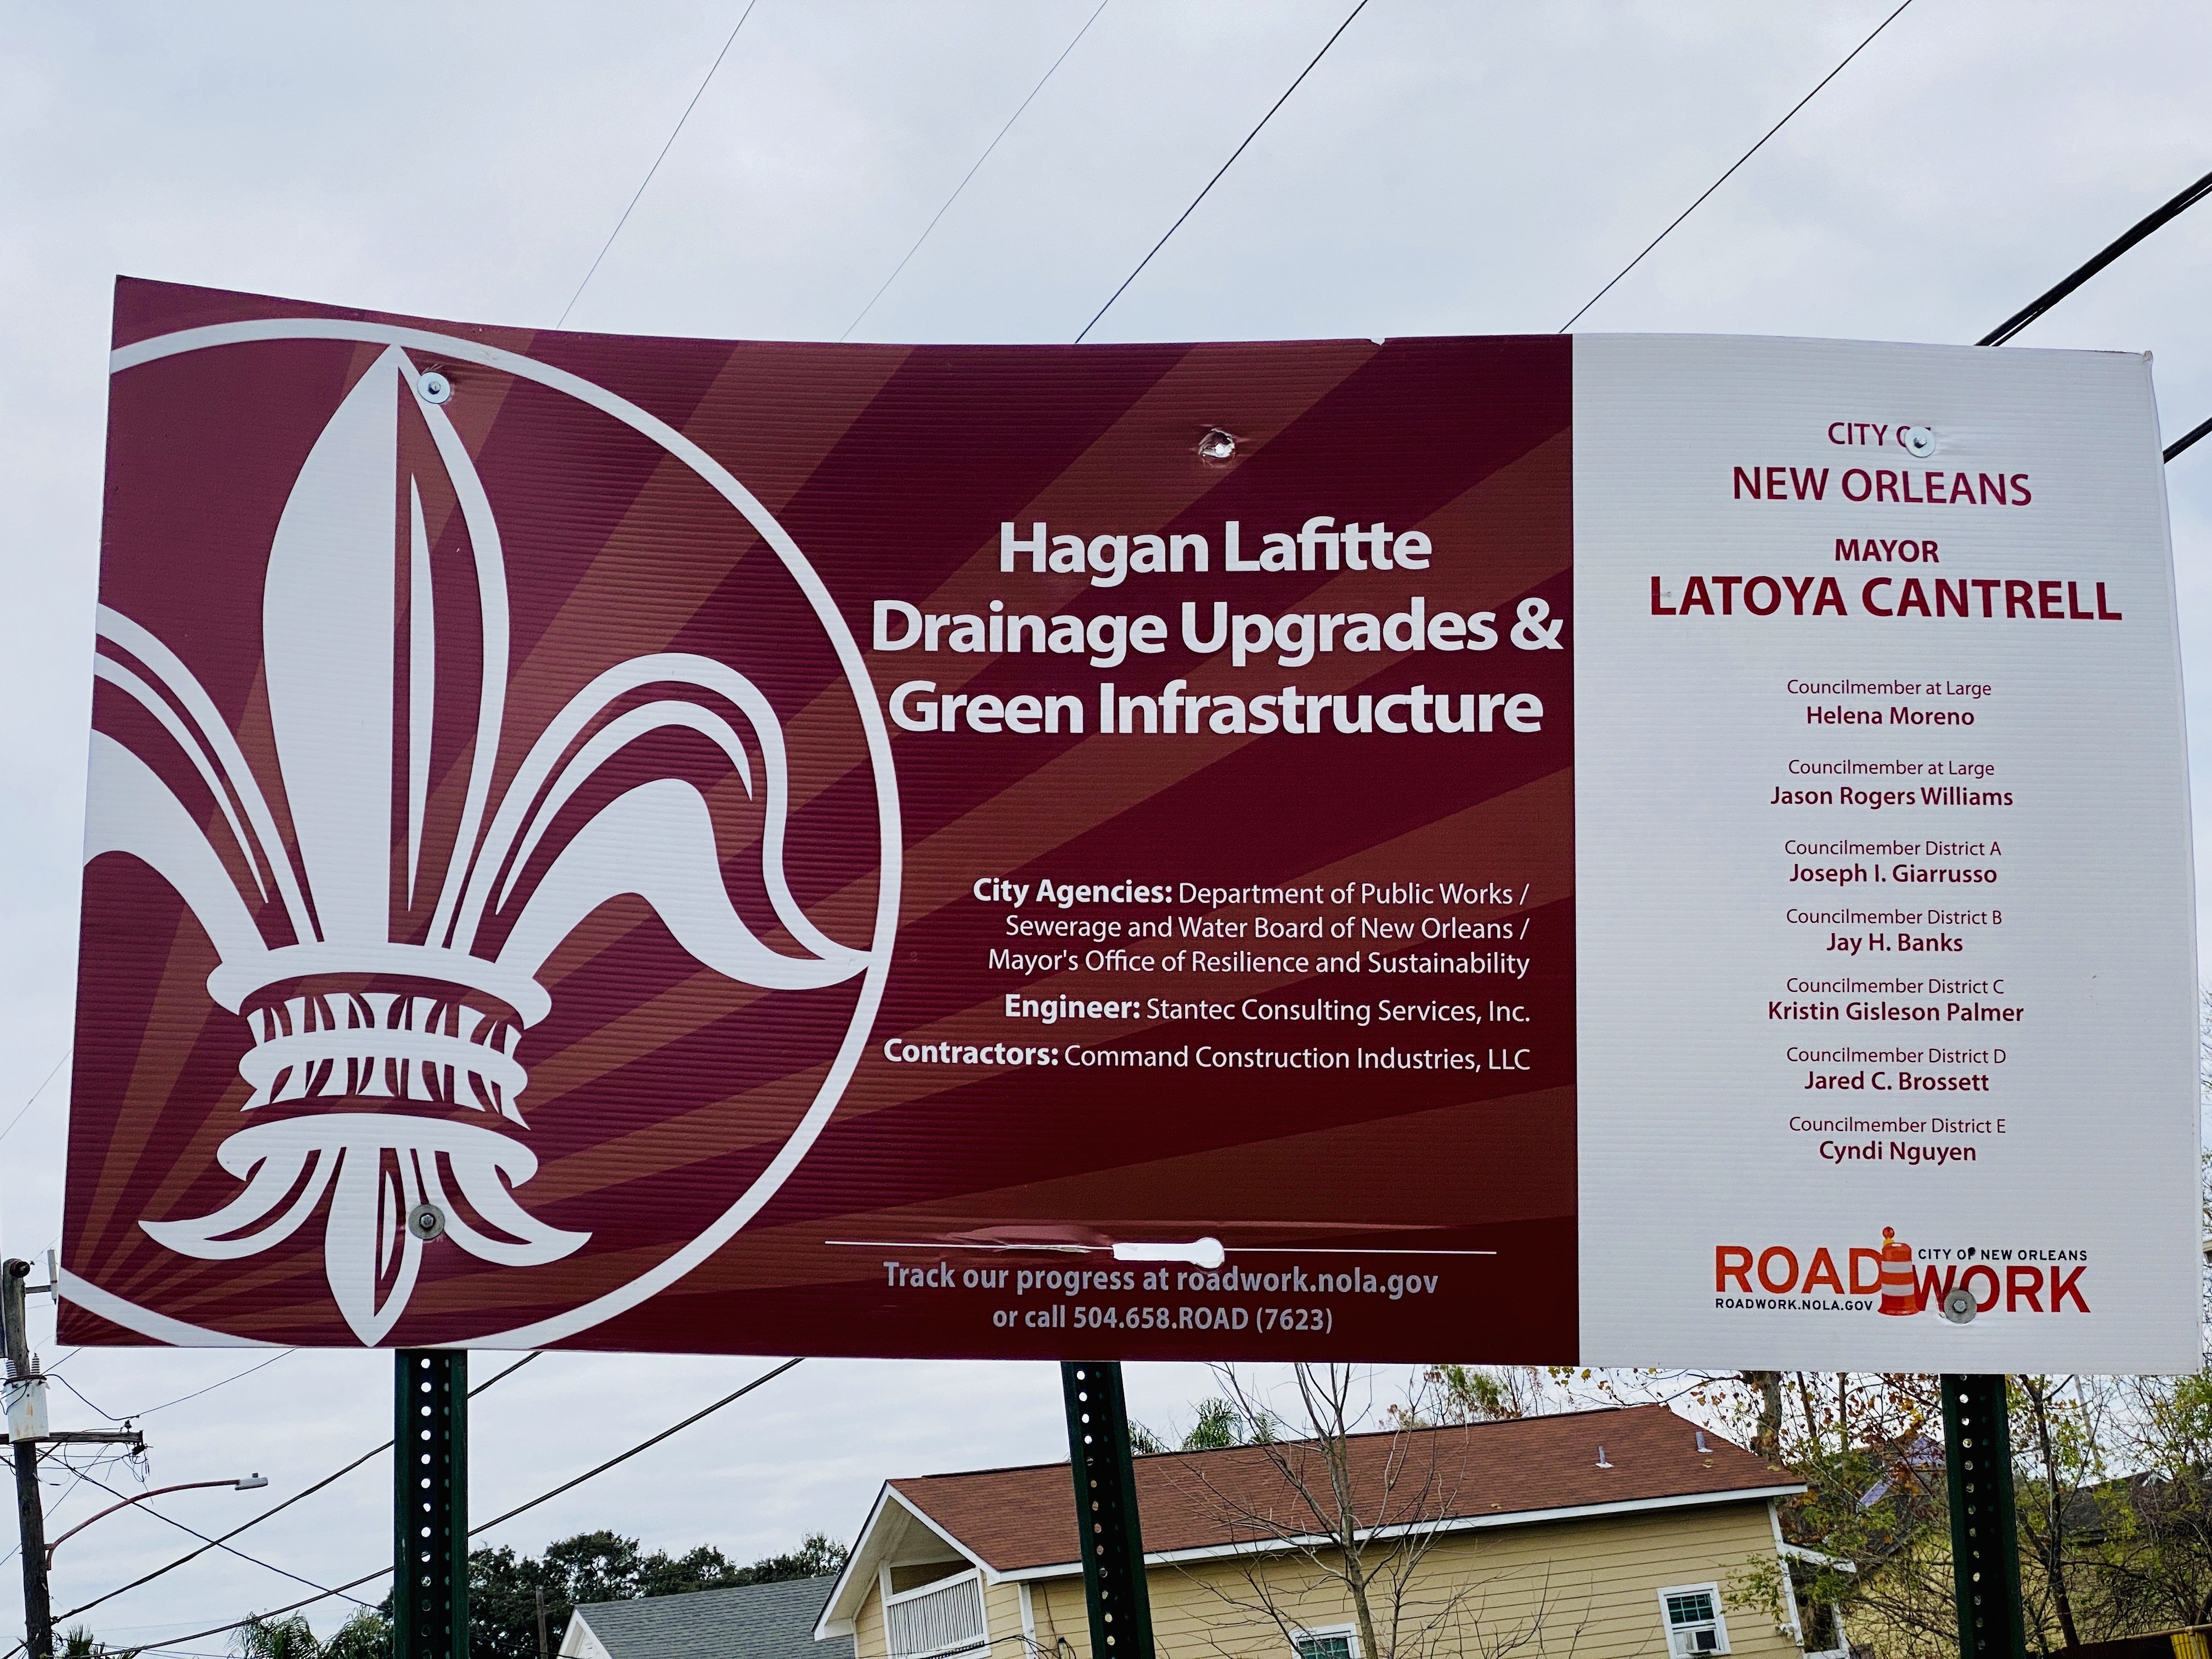 Hagan Lafitte
Drainage Upgrades &
Green Infrastructure
City Agencies: Department of Public Works /
Sewerage and Water Board of New Orleans /
Mayor's Office of Resilience and Sustainability
Engineer: Stantec Consulting Services, Inc.
Contractors: Command Construction Industries, LLC
Track our progress at roadwork.nola.gov
or call 504.658.ROAD (7623)
CITY OF
NEW ORLEANS
MAYOR
LATOYA CANTRELL
Councilmember at Large
Helena Moreno
Councilmember at Large
Jason Rogers Williams
Councilmember District A
Joseph I. Giarrusso
Councilmember District B
Jay H. Banks
Councilmember District C
Kristin Gisleson Palmer
Councilmember District D
Jared C. Brossett
Councilmember District E
Cyndi Nguyen
CITY OF NEW ORLEANS
ROADWORK
ROADWORK.NOLA.GOV